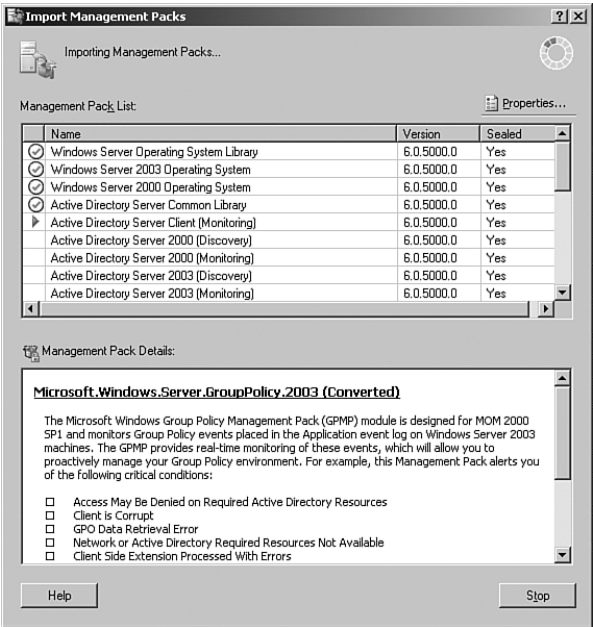 Import Management Packs
Importing Management Packs...
Management Pack List:
Properties...
Name Version Sealed
Windows Server Operating System Library 6.0.5000.0 Yes
Windows Server 2003 Operating System 6.0.5000.0 Yes
Windows Server 2000 Operating System 6.0.5000.0 Yes
Active Directory Server Common Library 6.0.5000.0 Yes
Active Directory Server Client (Monitoring) 6.0.5000.0 Yes
Active Directory Server 2000 (Discovery) 6.0.5000.0 Yes
Active Directory Server 2000 (Monitoring) 6.0.5000.0 Yes
Active Directory Server 2003 (Discovery) 6.0.5000.0 Yes
Active Directory Server 2003 (Monitoring) 6.0.5000.0 Yes
Management Pack Details:
Microsoft.Windows.Server.GroupPolicy.2003 (Converted)
The Microsoft Windows Group Policy Management Pack (GPMP) module is designed for MOM 2000
SP1 and monitors Group Policy events placed in the Application event log on Windows Server 2003
machines. The GPMP provides real-time monitoring of these events, which will allow you to
proactively manage your Group Policy environment. For example, this Management Pack alerts you
of the following critical conditions:
Access May Be Denied on Required Active Directory Resources
Client is Corrupt
GPO Data Retrieval Error
Network or Active Directory Required Resources Not Available
Client Side Extension Processed With Errors
Help
Stop